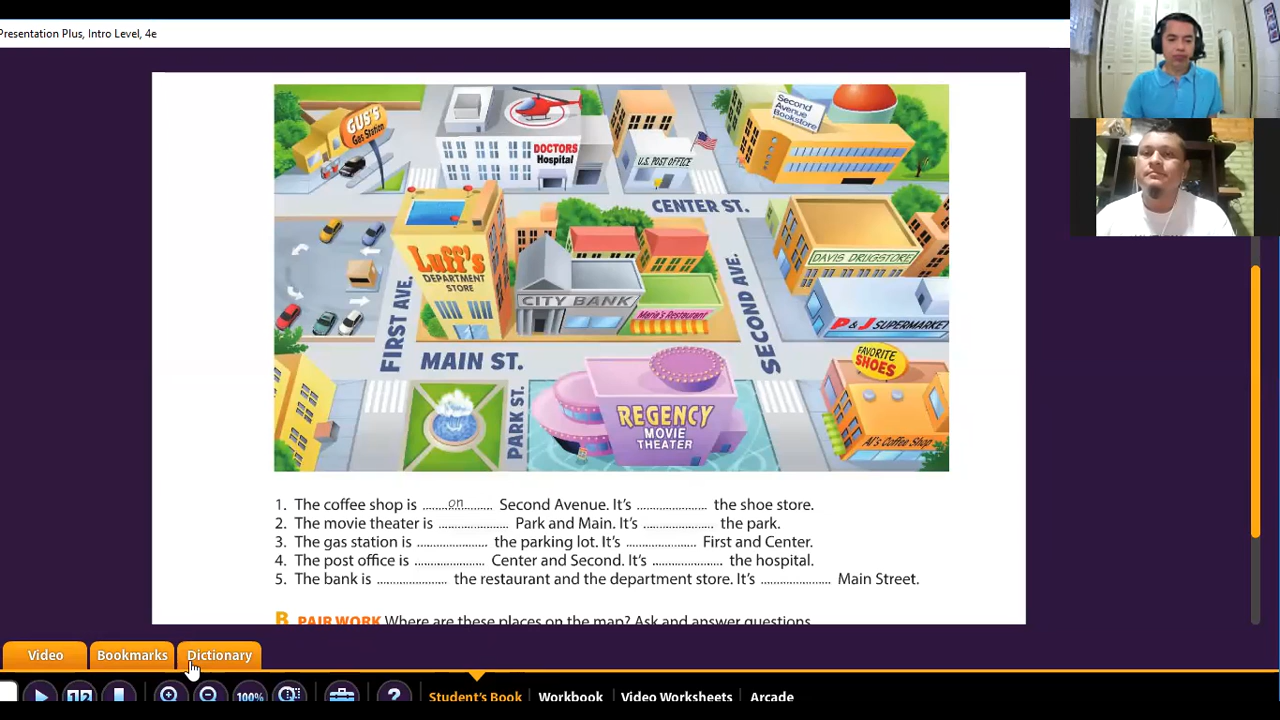 Presentation Plus, Intro Level, 4e
GUS'S
Gas Station
DOCTORS
Hospital
U.S. POST OFFICE
Second
Avenue
Bookstore
CENTER ST.
Luff's
DEPARTMENT
STORE
CITY BANK
Maria's Restaurant
DAVIS DRUGSTORE
P & J SUPERMARKET
FIRST AVE.
SECOND AVE.
MAIN ST.
FAVORITE
SHOES
PARK ST.
REGENCY
MOVIE
THEATER
Al's Coffee Shop
1. The coffee shop is ........on........ Second Avenue. It's ...................... the shoe store.
2. The movie theater is ...................... Park and Main. It's ...................... the park.
3. The gas station is ...................... the parking lot. It's ...................... First and Center.
4. The post office is ...................... Center and Second. It's ...................... the hospital.
5. The bank is ...................... the restaurant and the department store. It's ...................... Main Street.
B PAIR WORK Where are these places on the map? Ask and answer questions.
Video Bookmarks Dictionary
12 100% ? Student's Book Workbook Video Worksheets Arcade